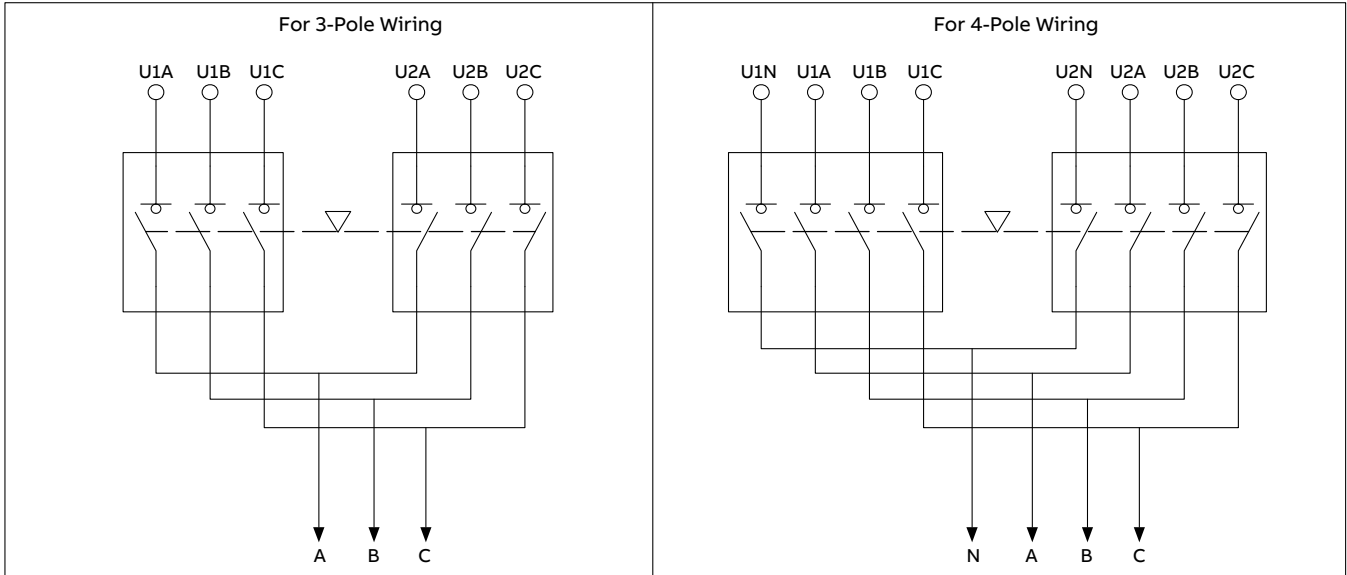 For 3-Pole Wiring
U1A U1B U1C U2A U2B U2C
A B C
For 4-Pole Wiring
U1N U1A U1B U1C U2N U2A U2B U2C
N A B C